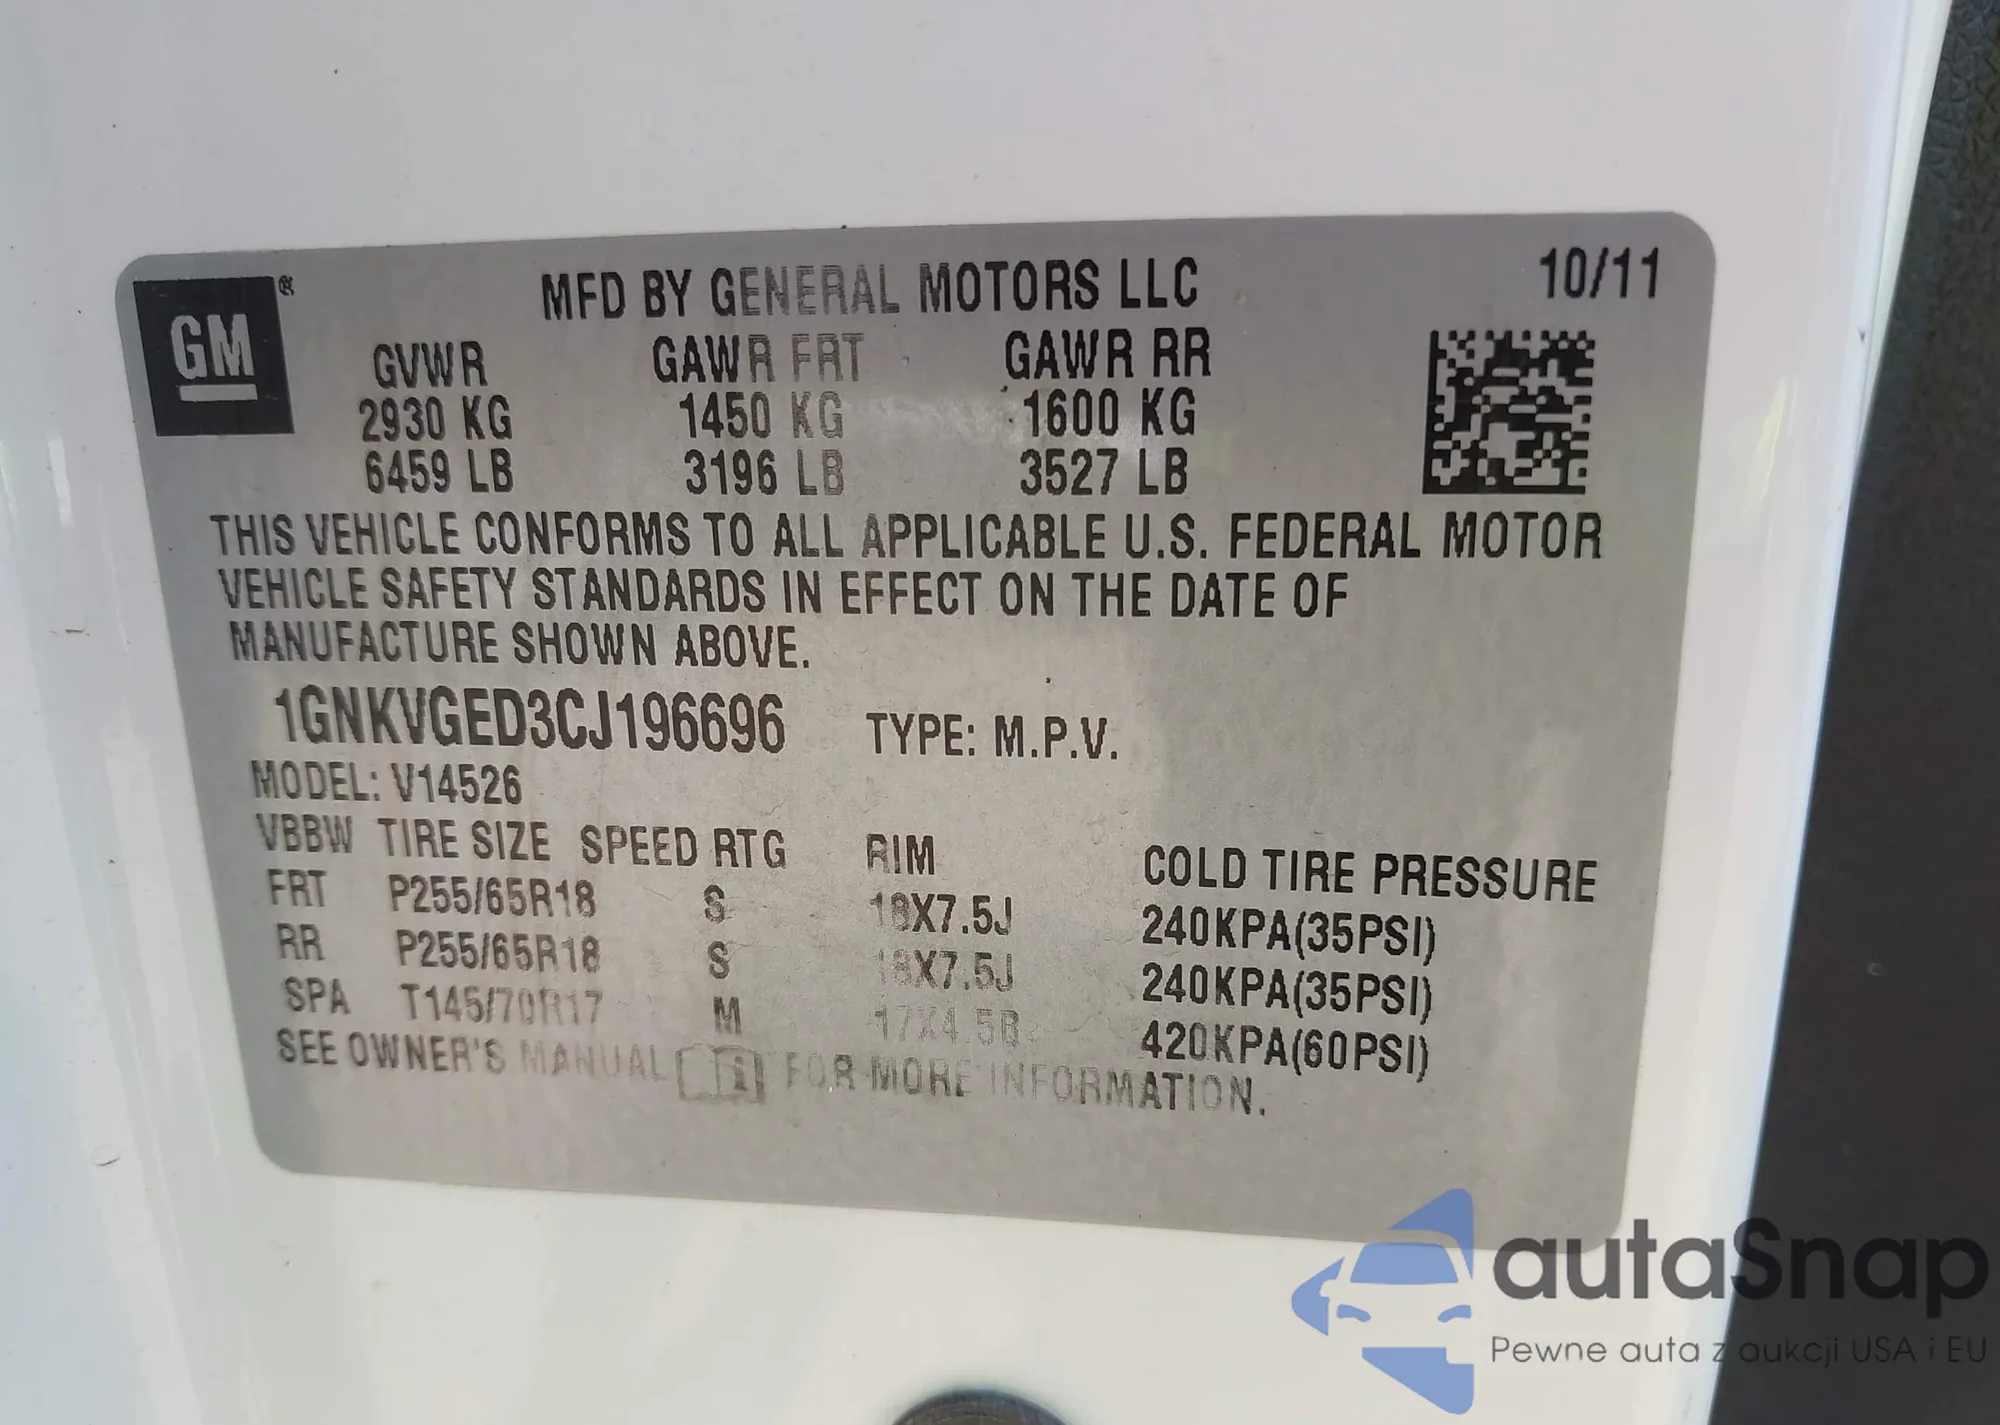 GM®
MFD BY GENERAL MOTORS LLC 10/11
GVWR GAWR FRT GAWR RR
2930 KG 1450 KG 1600 KG
6459 LB 3196 LB 3527 LB
THIS VEHICLE CONFORMS TO ALL APPLICABLE U.S. FEDERAL MOTOR
VEHICLE SAFETY STANDARDS IN EFFECT ON THE DATE OF
MANUFACTURE SHOWN ABOVE.
1GNKVGED3CJ196696 TYPE: M.P.V.
MODEL: V14526
VBBW TIRE SIZE SPEED RTG RIM COLD TIRE PRESSURE
FRT P255/65R18 S 18X7.5J 240KPA(35PSI)
RR P255/65R18 S 18X7.5J 240KPA(35PSI)
SPA T145/70R17 M 17X4.5B 420KPA(60PSI)
SEE OWNER'S MANUAL FOR MORE INFORMATION.
autaSnap
Pewne auta z aukcji USA i EU